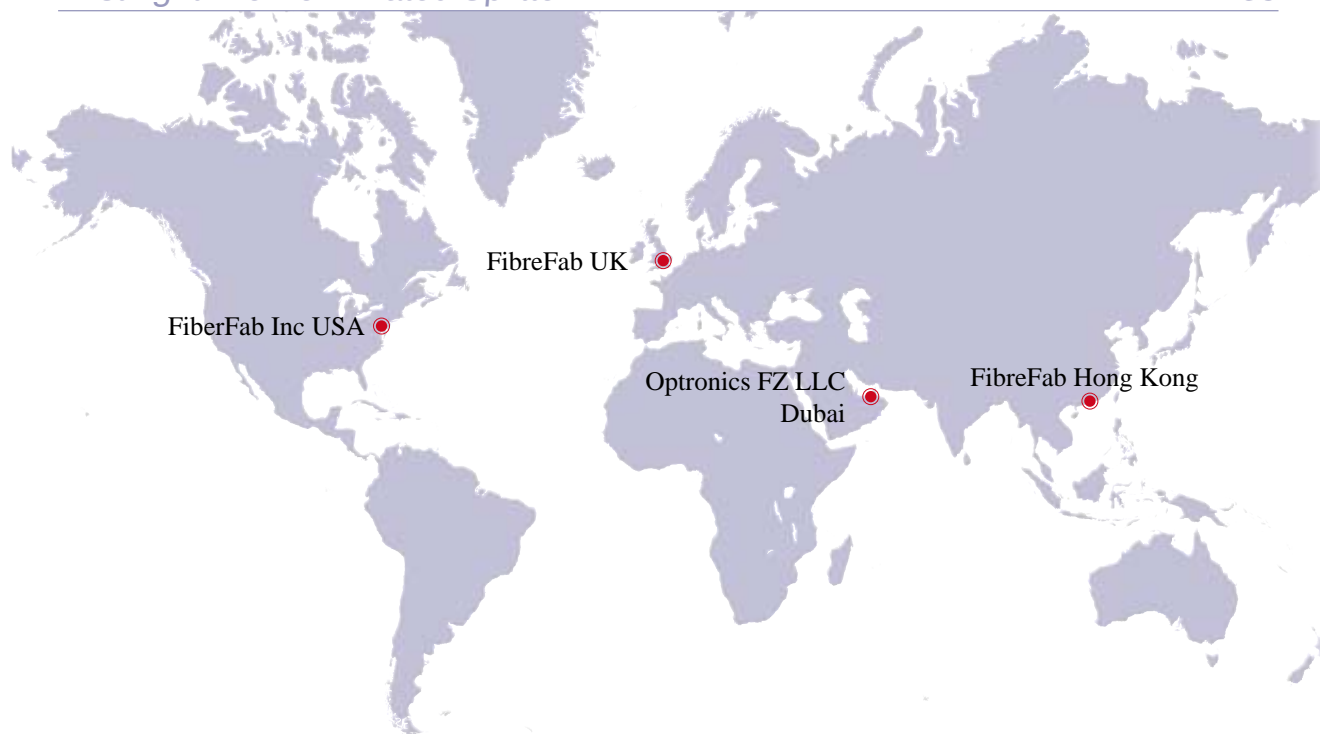 FibreFab UK
FiberFab Inc USA
Optronics FZ LLC
Dubai
FibreFab Hong Kong